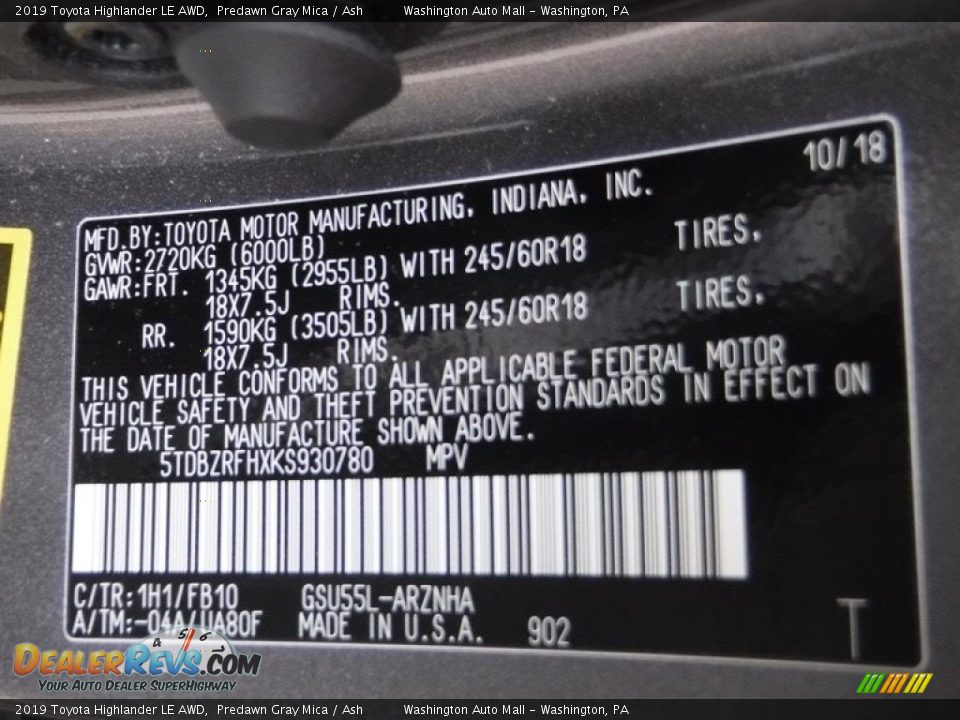 2019 Toyota Highlander LE AWD, Predawn Gray Mica / Ash Washington Auto Mall - Washington, PA
10/18
MFD.BY:TOYOTA MOTOR MANUFACTURING, INDIANA, INC.
GVWR:2720KG (6000LB)
GAWR:FRT. 1345KG (2955LB) WITH 245/60R18 TIRES,
18X7.5J RIMS.
RR. 1590KG (3505LB) WITH 245/60R18 TIRES,
18X7.5J RIMS.
THIS VEHICLE CONFORMS TO ALL APPLICABLE FEDERAL MOTOR
VEHICLE SAFETY AND THEFT PREVENTION STANDARDS IN EFFECT ON
THE DATE OF MANUFACTURE SHOWN ABOVE.
5TDBZRFHXKS930780 MPV
C/TR:1H1/FB10 GSU55L-ARZNHA
A/TM:-04A/UA80F MADE IN U.S.A. 902
T
4 5 6
DEALERREVS.COM
YOUR AUTO DEALER SUPERHIGHWAY
2019 Toyota Highlander LE AWD, Predawn Gray Mica / Ash Washington Auto Mall - Washington, PA